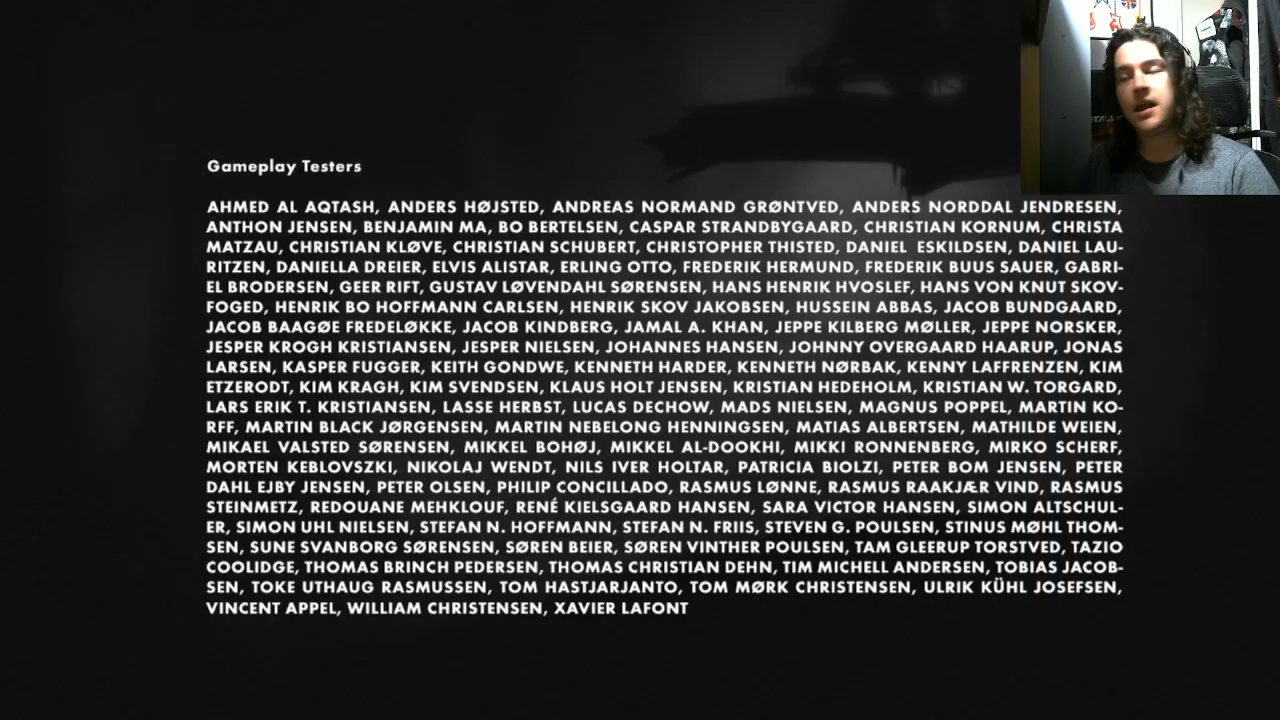 Gameplay Testers
AHMED AL AQTASH, ANDERS HØJSTED, ANDREAS NORMAND GRØNTVED, ANDERS NORDDAL JENDRESEN,
ANTHON JENSEN, BENJAMIN MA, BO BERTELSEN, CASPAR STRANDBYGAARD, CHRISTIAN KORNUM, CHRISTA
MATZAU, CHRISTIAN KLØVE, CHRISTIAN SCHUBERT, CHRISTOPHER THISTED, DANIEL ESKILDSEN, DANIEL LAU-
RITZEN, DANIELLA DREIER, ELVIS ALISTAR, ERLING OTTO, FREDERIK HERMUND, FREDERIK BUUS SAUER, GABRI-
EL BRODERSEN, GEER RIFT, GUSTAV LØVENDAHL SØRENSEN, HANS HENRIK HVOSLEF, HANS VON KNUT SKOV-
FOGED, HENRIK BO HOFFMANN CARLSEN, HENRIK SKOV JAKOBSEN, HUSSEIN ABBAS, JACOB BUNDGAARD,
JACOB BAAGØE FREDELØKKE, JACOB KINDBERG, JAMAL A. KHAN, JEPPE KILBERG MØLLER, JEPPE NORSKER,
JESPER KROGH KRISTIANSEN, JESPER NIELSEN, JOHANNES HANSEN, JOHNNY OVERGAARD HAARUP, JONAS
LARSEN, KASPER FUGGER, KEITH GONDWE, KENNETH HARDER, KENNETH NØRBAK, KENNY LAFFRENZEN, KIM
ETZERODT, KIM KRAGH, KIM SVENDSEN, KLAUS HOLT JENSEN, KRISTIAN HEDEHOLM, KRISTIAN W. TORGARD,
LARS ERIK T. KRISTIANSEN, LASSE HERBST, LUCAS DECHOW, MADS NIELSEN, MAGNUS POPPEL, MARTIN KO-
RFF, MARTIN BLACK JØRGENSEN, MARTIN NEBELONG HENNINGSEN, MATIAS ALBERTSEN, MATHILDE WEIEN,
MIKAEL VALSTED SØRENSEN, MIKKEL BOHØJ, MIKKEL AL-DOOKHI, MIKKI RONNENBERG, MIRKO SCHERF,
MORTEN KEBLOVSZKI, NIKOLAJ WENDT, NILS IVER HOLTAR, PATRICIA BIOLZI, PETER BOM JENSEN, PETER
DAHL EJBY JENSEN, PETER OLSEN, PHILIP CONCILLADO, RASMUS LØNNE, RASMUS RAAKJÆR VIND, RASMUS
STEINMETZ, REDOUANE MEHKLOUF, RENÉ KIELSGAARD HANSEN, SARA VICTOR HANSEN, SIMON ALTSCHUL-
ER, SIMON UHL NIELSEN, STEFAN N. HOFFMANN, STEFAN N. FRIIS, STEVEN G. POULSEN, STINUS MØHL THOM-
SEN, SUNE SVANBORG SØRENSEN, SØREN BEIER, SØREN VINTHER POULSEN, TAM GLEERUP TORSTVED, TAZIO
COOLIDGE, THOMAS BRINCH PEDERSEN, THOMAS CHRISTIAN DEHN, TIM MICHELL ANDERSEN, TOBIAS JACOB-
SEN, TOKE UTHAUG RASMUSSEN, TOM HASTJARJANTO, TOM MØRK CHRISTENSEN, ULRIK KÜHL JOSEFSEN,
VINCENT APPEL, WILLIAM CHRISTENSEN, XAVIER LAFONT